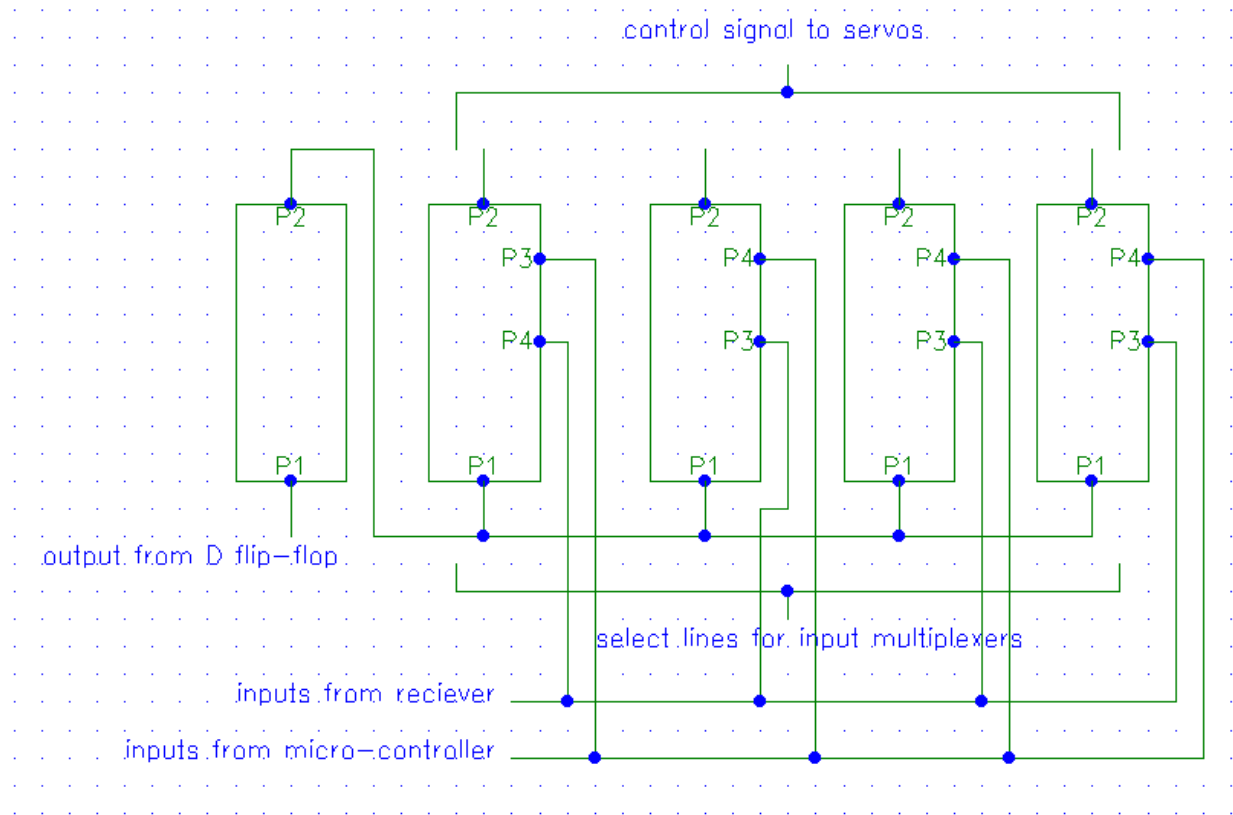 control signal to servos
P2 P2 P2 P2 P2
P3 P4 P4 P4
P4 P3 P3 P3
P1 P1 P1 P1 P1
output from D flip-flop
select lines for input multiplexers
inputs from reciever
inputs from micro-controller